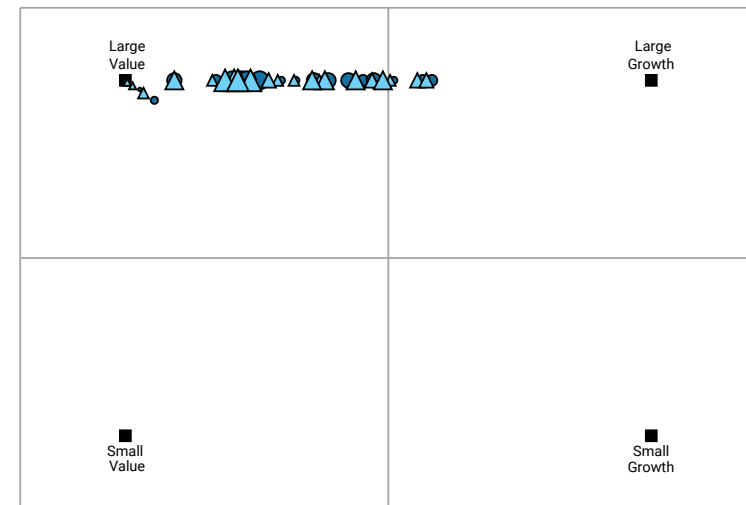 Large
Value
Large
Growth
Small
Value
Small
Growth